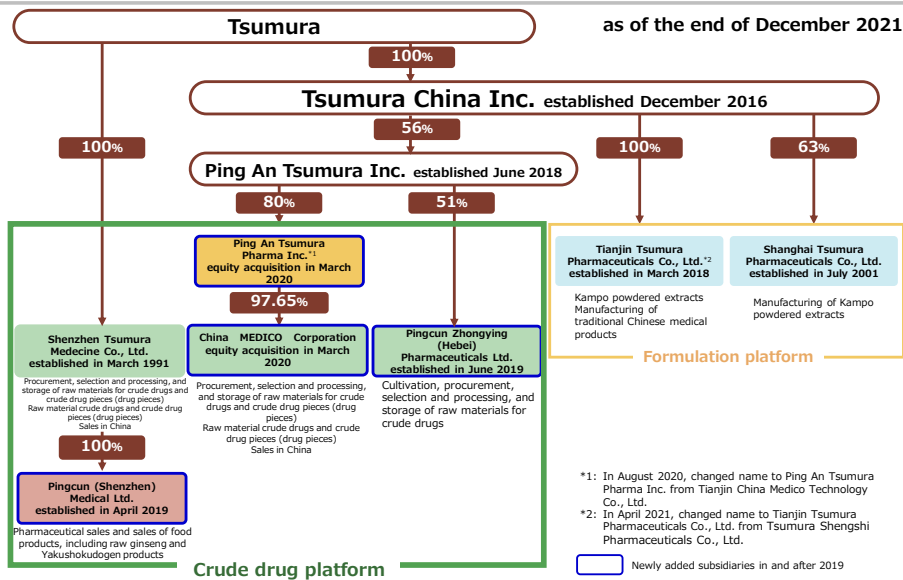 Tsumura
as of the end of December 2021
100%
Tsumura China Inc. established December 2016
100%
56%
100%
63%
Ping An Tsumura Inc. established June 2018
80%
51%
Ping An Tsumura
Pharma Inc.*1
equity acquisition in March
2020
97.65%
Tianjin Tsumura
Pharmaceuticals Co., Ltd.*2
established in March 2018
Kampo powdered extracts
Manufacturing of
traditional Chinese medical
products
Shanghai Tsumura
Pharmaceuticals Co., Ltd.
established in July 2001
Manufacturing of Kampo
powdered extracts
Formulation platform
Shenzhen Tsumura
Medecine Co., Ltd.
established in March 1991
Procurement, selection and processing, and
storage of raw materials for crude drugs and
crude drug pieces (drug pieces)
Raw material crude drugs and crude drug
pieces (drug pieces)
Sales in China
China MEDICO Corporation
equity acquisition in March
2020
Procurement, selection and processing,
and storage of raw materials for crude
drugs and crude drug pieces (drug
pieces)
Raw material crude drugs and crude
drug pieces (drug pieces)
Sales in China
Pingcun Zhongying
(Hebei)
Pharmaceuticals Ltd.
established in June 2019
Cultivation, procurement,
selection and processing, and
storage of raw materials for
crude drugs
100%
Pingcun (Shenzhen)
Medical Ltd.
established in April 2019
Pharmaceutical sales and sales of food
products, including raw ginseng and
Yakushokudogen products
Crude drug platform
*1: In August 2020, changed name to Ping An Tsumura
Pharma Inc. from Tianjin China Medico Technology
Co., Ltd.
*2: In April 2021, changed name to Tianjin Tsumura
Pharmaceuticals Co., Ltd. from Tsumura Shengshi
Pharmaceuticals Co., Ltd.
Newly added subsidiaries in and after 2019